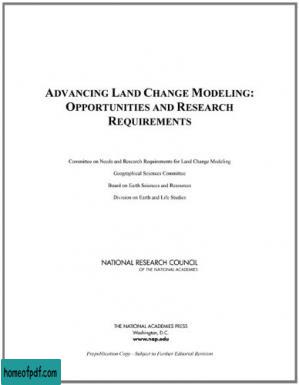 ADVANCING LAND CHANGE MODELING:
OPPORTUNITIES AND RESEARCH
REQUIREMENTS
Committee on Needs and Research Requirements for Land Change Modeling
Geographical Sciences Committee
Board on Earth Sciences and Resources
Division on Earth and Life Studies
NATIONAL RESEARCH COUNCIL
OF THE NATIONAL ACADEMIES
THE NATIONAL ACADEMIES PRESS
Washington, D.C.
www.nap.edu
Prepublication Copy - Subject to Further Editorial Revision
homeofpdf.com